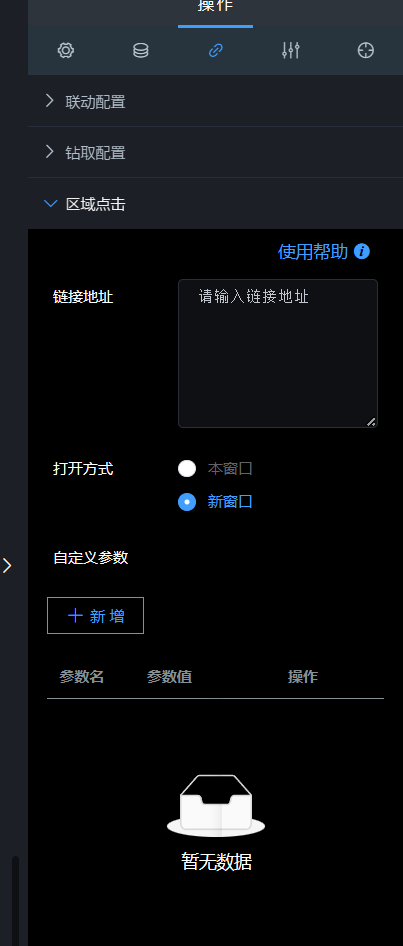 操作
联动配置
钻取配置
区域点击
使用帮助
链接地址
请输入链接地址
打开方式
本窗口
新窗口
自定义参数
新增
参数名 参数值 操作
暂无数据